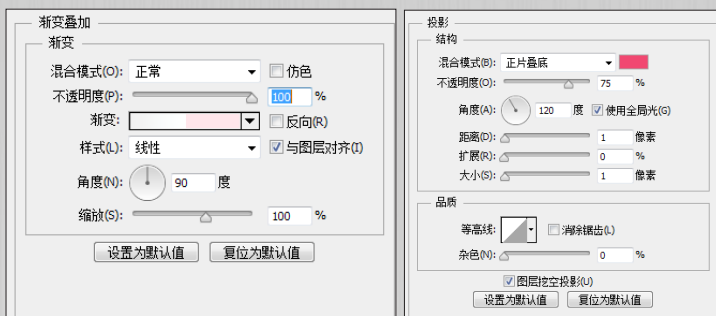 渐变叠加
渐变
混合模式(O): 正常 仿色
不透明度(P): 100 %
渐变: 反向(R)
样式(L): 线性 与图层对齐(I)
角度(N): 90 度
缩放(S): 100 %
设置为默认值 复位为默认值
投影
结构
混合模式(B): 正片叠底
不透明度(O): 75 %
角度(A): 120 度 使用全局光(G)
距离(D): 1 像素
扩展(R): 0 %
大小(S): 1 像素
品质
等高线: 消除锯齿(L)
杂色(N): 0 %
图层挖空投影(U)
设置为默认值 复位为默认值